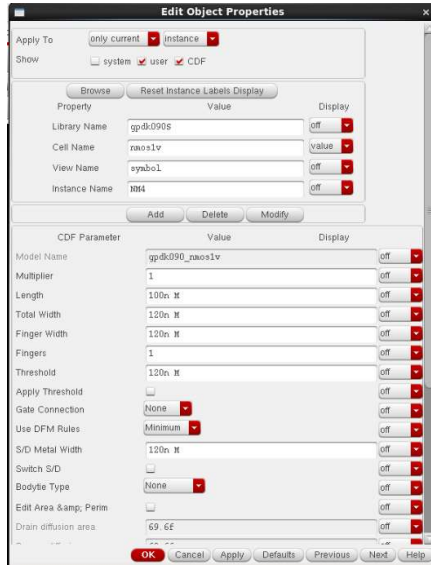 Edit Object Properties
Apply To only current instance
Show system user CDF
Browse Reset Instance Labels Display
Property Value Display
Library Name gpdk090$ off
Cell Name nmos1v value
View Name symbol off
Instance Name NM4 off
Add Delete Modify
CDF Parameter Value Display
Model Name gpdk090_nmos1v off
Multiplier 1 off
Length 100n M off
Total Width 120n M off
Finger Width 120n M off
Fingers 1 off
Threshold 120n M off
Apply Threshold off
Gate Connection None off
Use DFM Rules Minimum off
S/D Metal Width 120n M off
Switch S/D off
Bodytie Type None off
Edit Area &amp; Perim off
Drain diffusion area 69.6f off
OK Cancel Apply Defaults Previous Next Help